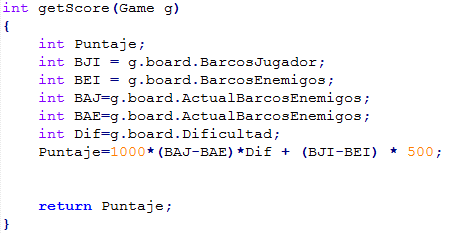 int getScore(Game g)
{
    int Puntaje;
    int BJI = g.board.BarcosJugador;
    int BEI = g.board.BarcosEnemigos;
    int BAJ=g.board.ActualBarcosEnemigos;
    int BAE=g.board.ActualBarcosEnemigos;
    int Dif=g.board.Dificultad;
    Puntaje=1000*(BAJ-BAE)*Dif + (BJI-BEI) * 500;
    return Puntaje;
}